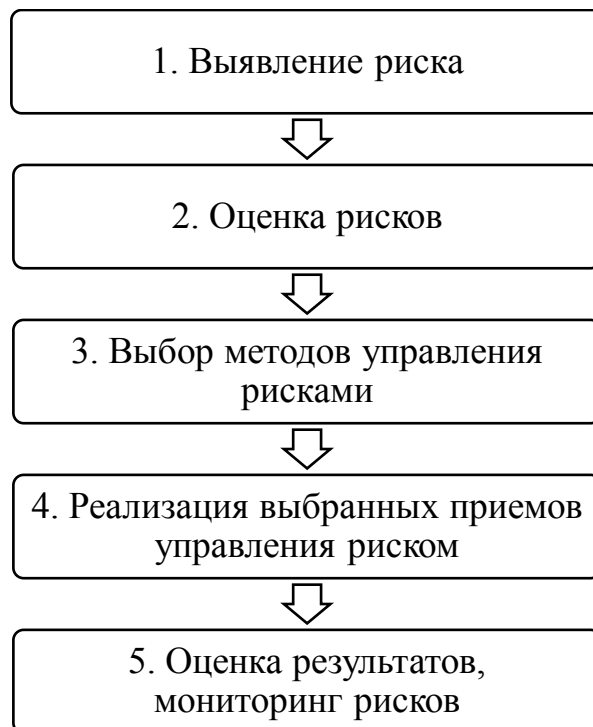 1. Выявление риска
2. Оценка рисков
3. Выбор методов управления
рисками
4. Реализация выбранных приемов
управления риском
5. Оценка результатов,
мониторинг рисков